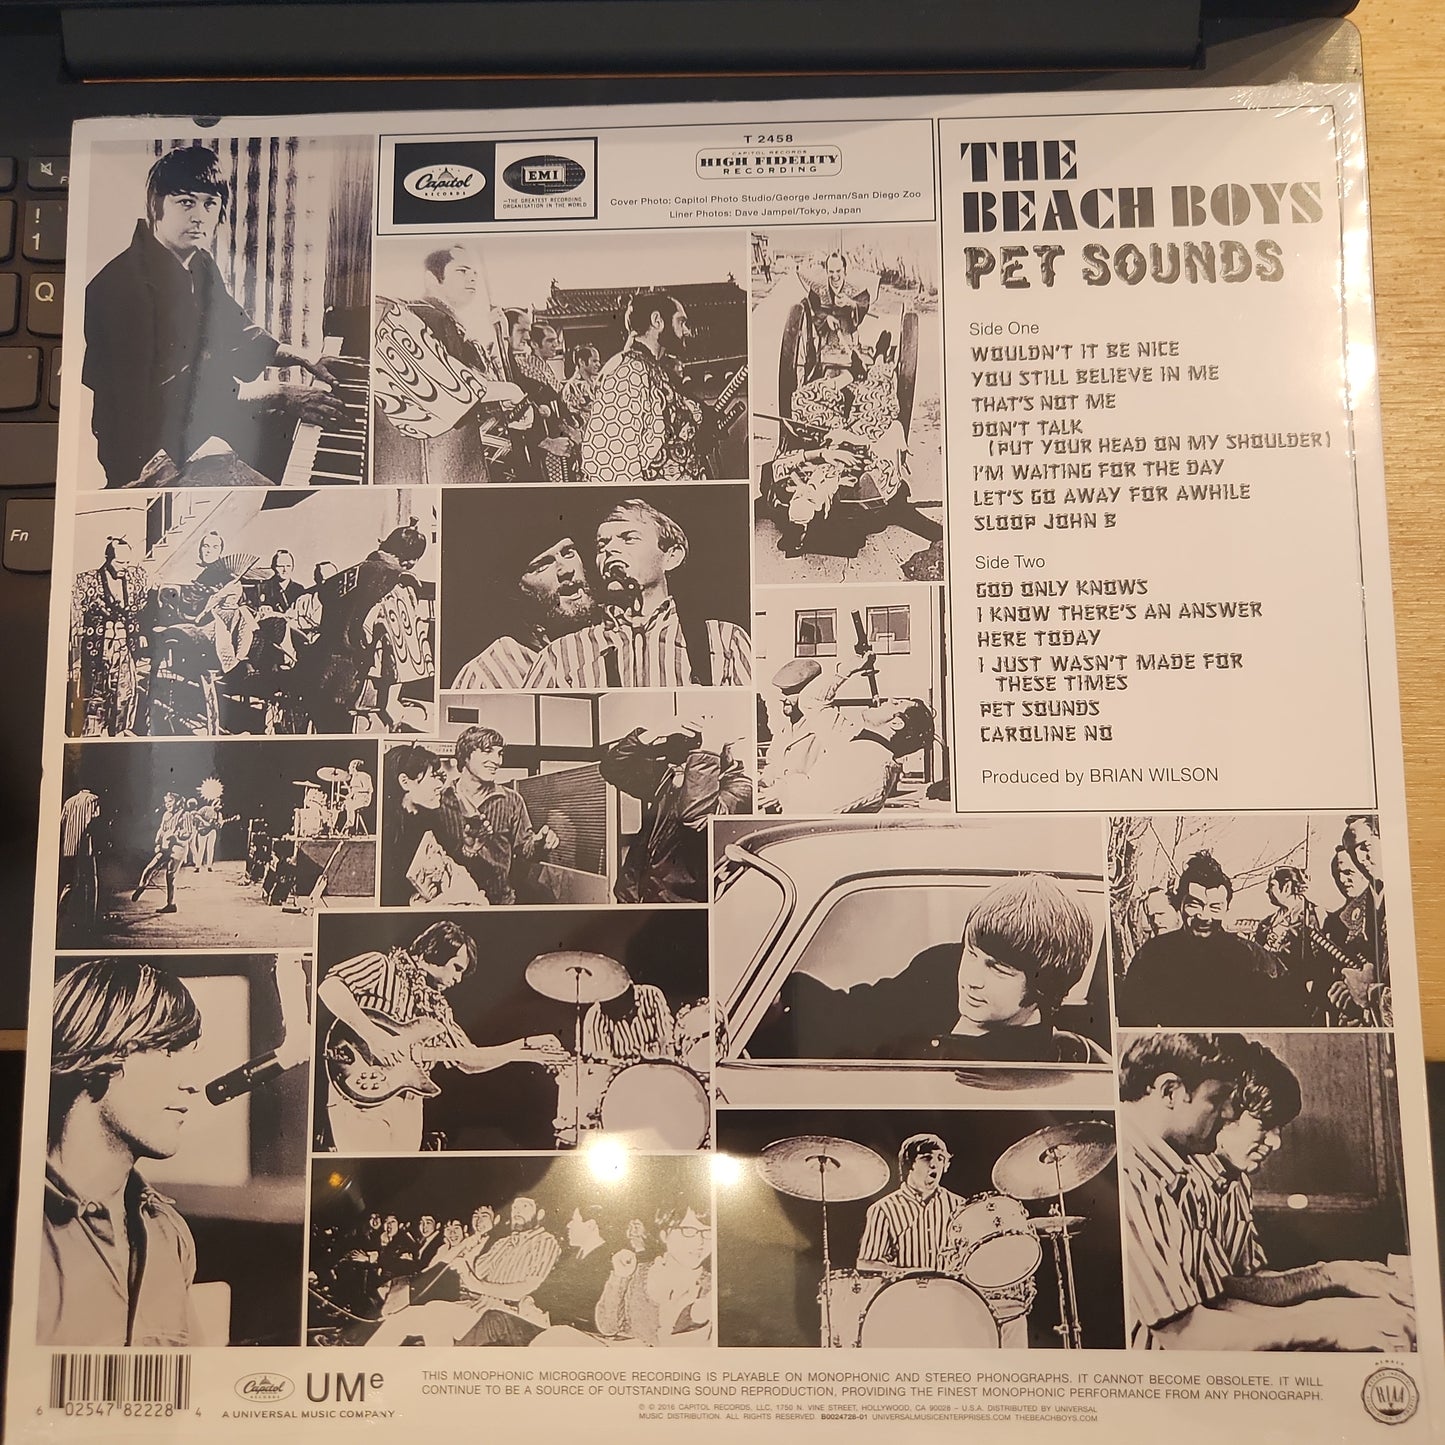 T 2458
CAPITOL RECORDS
HIGH FIDELITY
RECORDING
Capitol
RECORDS
EMI
—THE GREATEST RECORDING
ORGANISATION IN THE WORLD
Cover Photo: Capitol Photo Studio/George Jerman/San Diego Zoo
Liner Photos: Dave Jampel/Tokyo, Japan
THE
BEACH BOYS
PET SOUNDS
Side One
WOULDN'T IT BE NICE
YOU STILL BELIEVE IN ME
THAT'S NOT ME
DON'T TALK
(PUT YOUR HEAD ON MY SHOULDER)
I'M WAITING FOR THE DAY
LET'S GO AWAY FOR AWHILE
SLOOP JOHN B
Side Two
GOD ONLY KNOWS
I KNOW THERE'S AN ANSWER
HERE TODAY
I JUST WASN'T MADE FOR
THESE TIMES
PET SOUNDS
CAROLINE NO
Produced by BRIAN WILSON
!
1
Q
Fn
6 02547 82228 4
Capitol
RECORDS
UMe
A UNIVERSAL MUSIC COMPANY
THIS MONOPHONIC MICROGROOVE RECORDING IS PLAYABLE ON MONOPHONIC AND STEREO PHONOGRAPHS. IT CANNOT BECOME OBSOLETE. IT WILL
CONTINUE TO BE A SOURCE OF OUTSTANDING SOUND REPRODUCTION, PROVIDING THE FINEST MONOPHONIC PERFORMANCE FROM ANY PHONOGRAPH.
℗ © 2016 CAPITOL RECORDS, LLC, 1750 N. VINE STREET, HOLLYWOOD, CA 90028 – U.S.A. DISTRIBUTED BY UNIVERSAL
MUSIC DISTRIBUTION. ALL RIGHTS RESERVED. B0024728-01 UNIVERSALMUSICENTERPRISES.COM THEBEACHBOYS.COM
RIAA